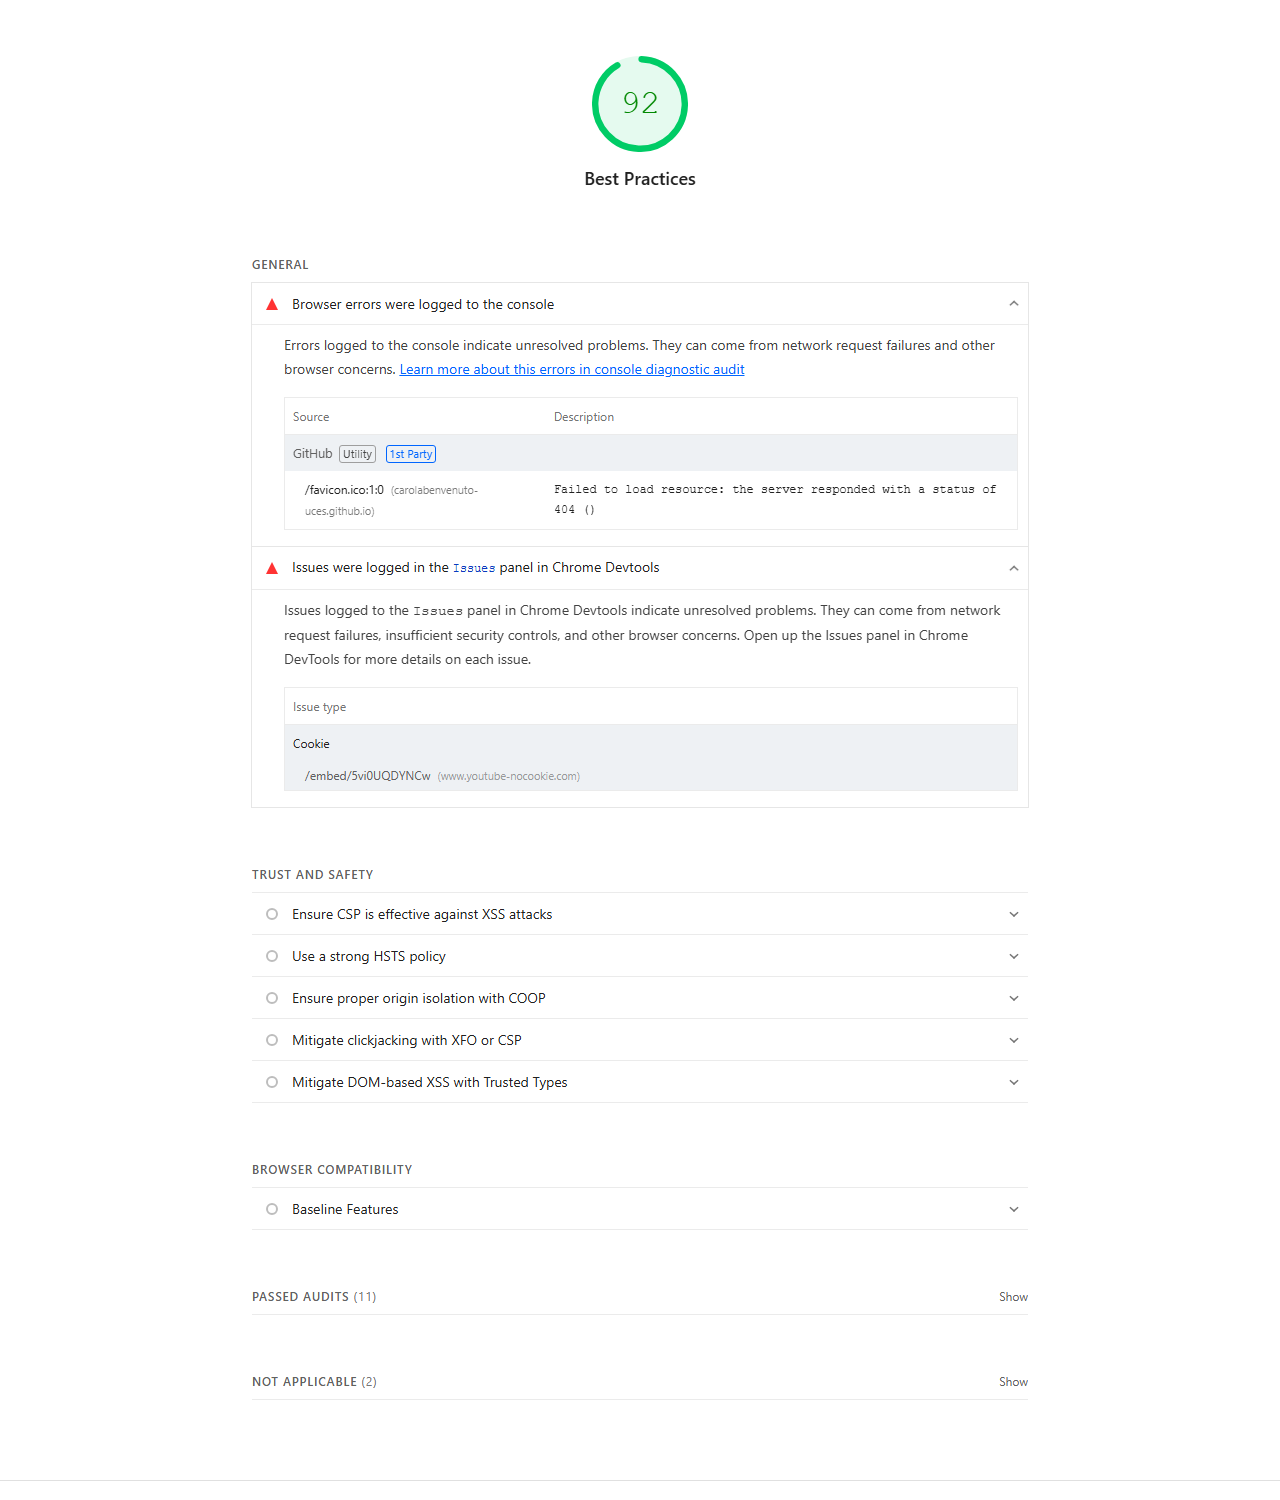 92
Best Practices
GENERAL
Browser errors were logged to the console
Errors logged to the console indicate unresolved problems. They can come from network request failures and other
browser concerns. Learn more about this errors in console diagnostic audit
Source Description
GitHub Utility 1st Party
/favicon.ico:1:0 (carolabenvenuto-
uces.github.io)
Failed to load resource: the server responded with a status of
404 ()
Issues were logged in the Issues panel in Chrome Devtools
Issues logged to the Issues panel in Chrome Devtools indicate unresolved problems. They can come from network
request failures, insufficient security controls, and other browser concerns. Open up the Issues panel in Chrome
DevTools for more details on each issue.
Issue type
Cookie
/embed/5vi0UQDYNCw (www.youtube-nocookie.com)
TRUST AND SAFETY
Ensure CSP is effective against XSS attacks
Use a strong HSTS policy
Ensure proper origin isolation with COOP
Mitigate clickjacking with XFO or CSP
Mitigate DOM-based XSS with Trusted Types
BROWSER COMPATIBILITY
Baseline Features
PASSED AUDITS (11) Show
NOT APPLICABLE (2) Show